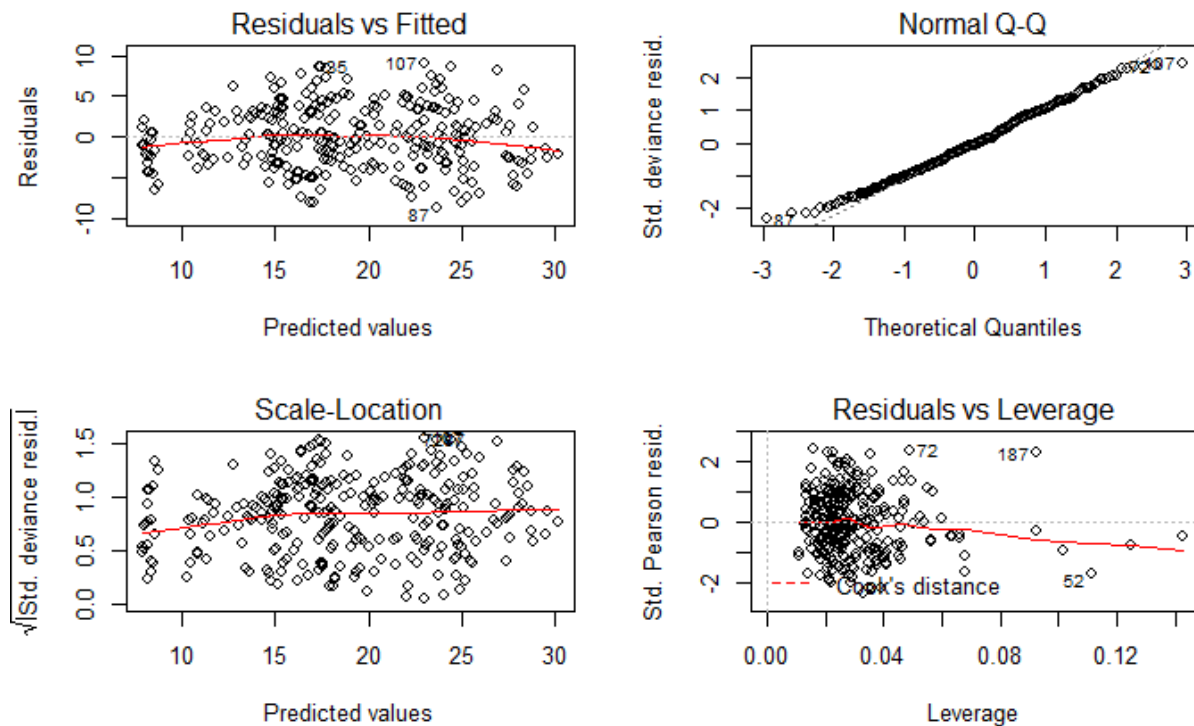 Residuals vs Fitted
Residuals
-10 0 5 10
35
107
87
10 15 20 25 30
Predicted values
Normal Q-Q
Std. deviance resid.
-2 0 1 2
87
-3 -2 -1 0 1 2 3
Theoretical Quantiles
Scale-Location
√|Std. deviance resid.|
0.0 0.5 1.0 1.5
10 15 20 25 30
Predicted values
Residuals vs Leverage
Std. Pearson resid.
-2 0 2
72
187
52
Cook's distance
0.00 0.04 0.08 0.12
Leverage